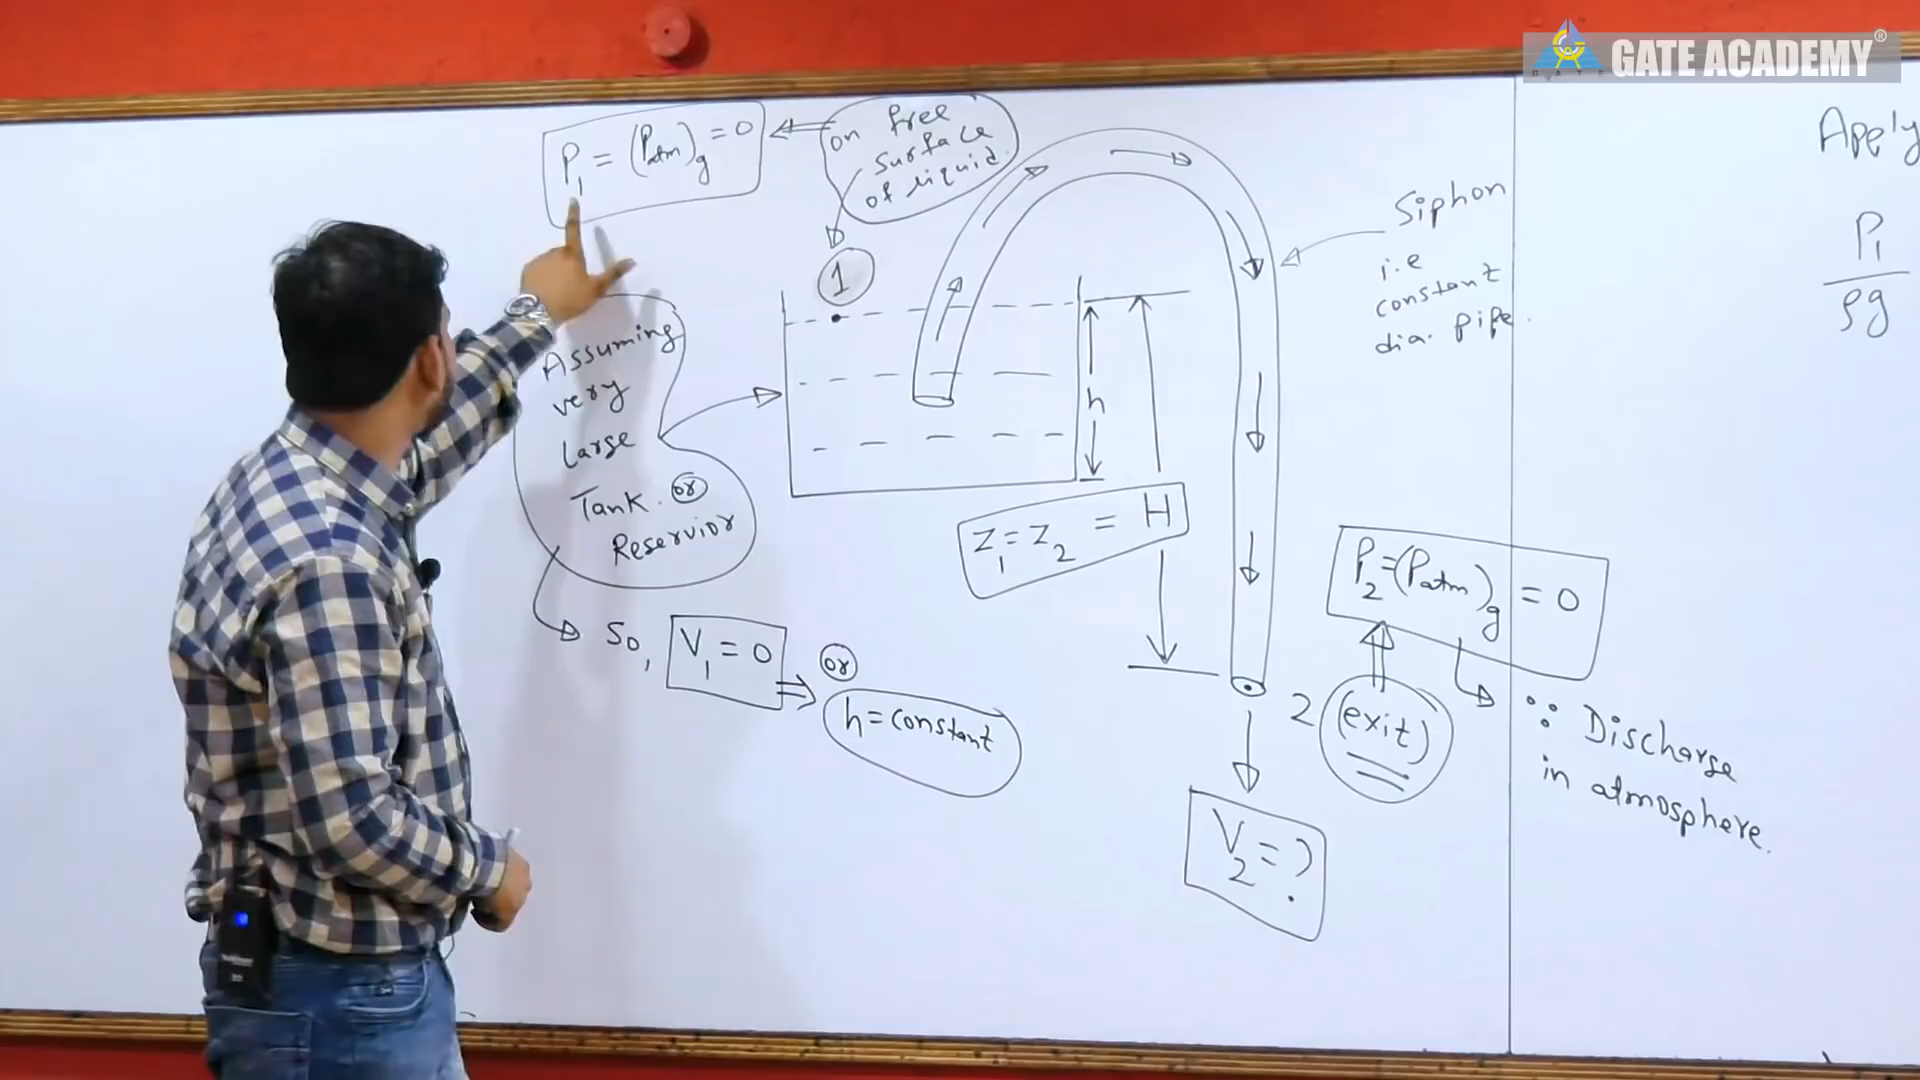 GATE ACADEMY®
P1 = (Patm)g = 0
on free
surface
of liquid.
1
Assuming
very
Large
Tank. or
Reservior
So, V1 = 0
or
h = constant
h
Z1 = Z2 = H
Siphon
i.e
constant
dia. pipe.
P2 = (Patm)g = 0
2 (exit)
∵ Discharge
in atmosphere.
V2 = ?
Apply
P1
ρg